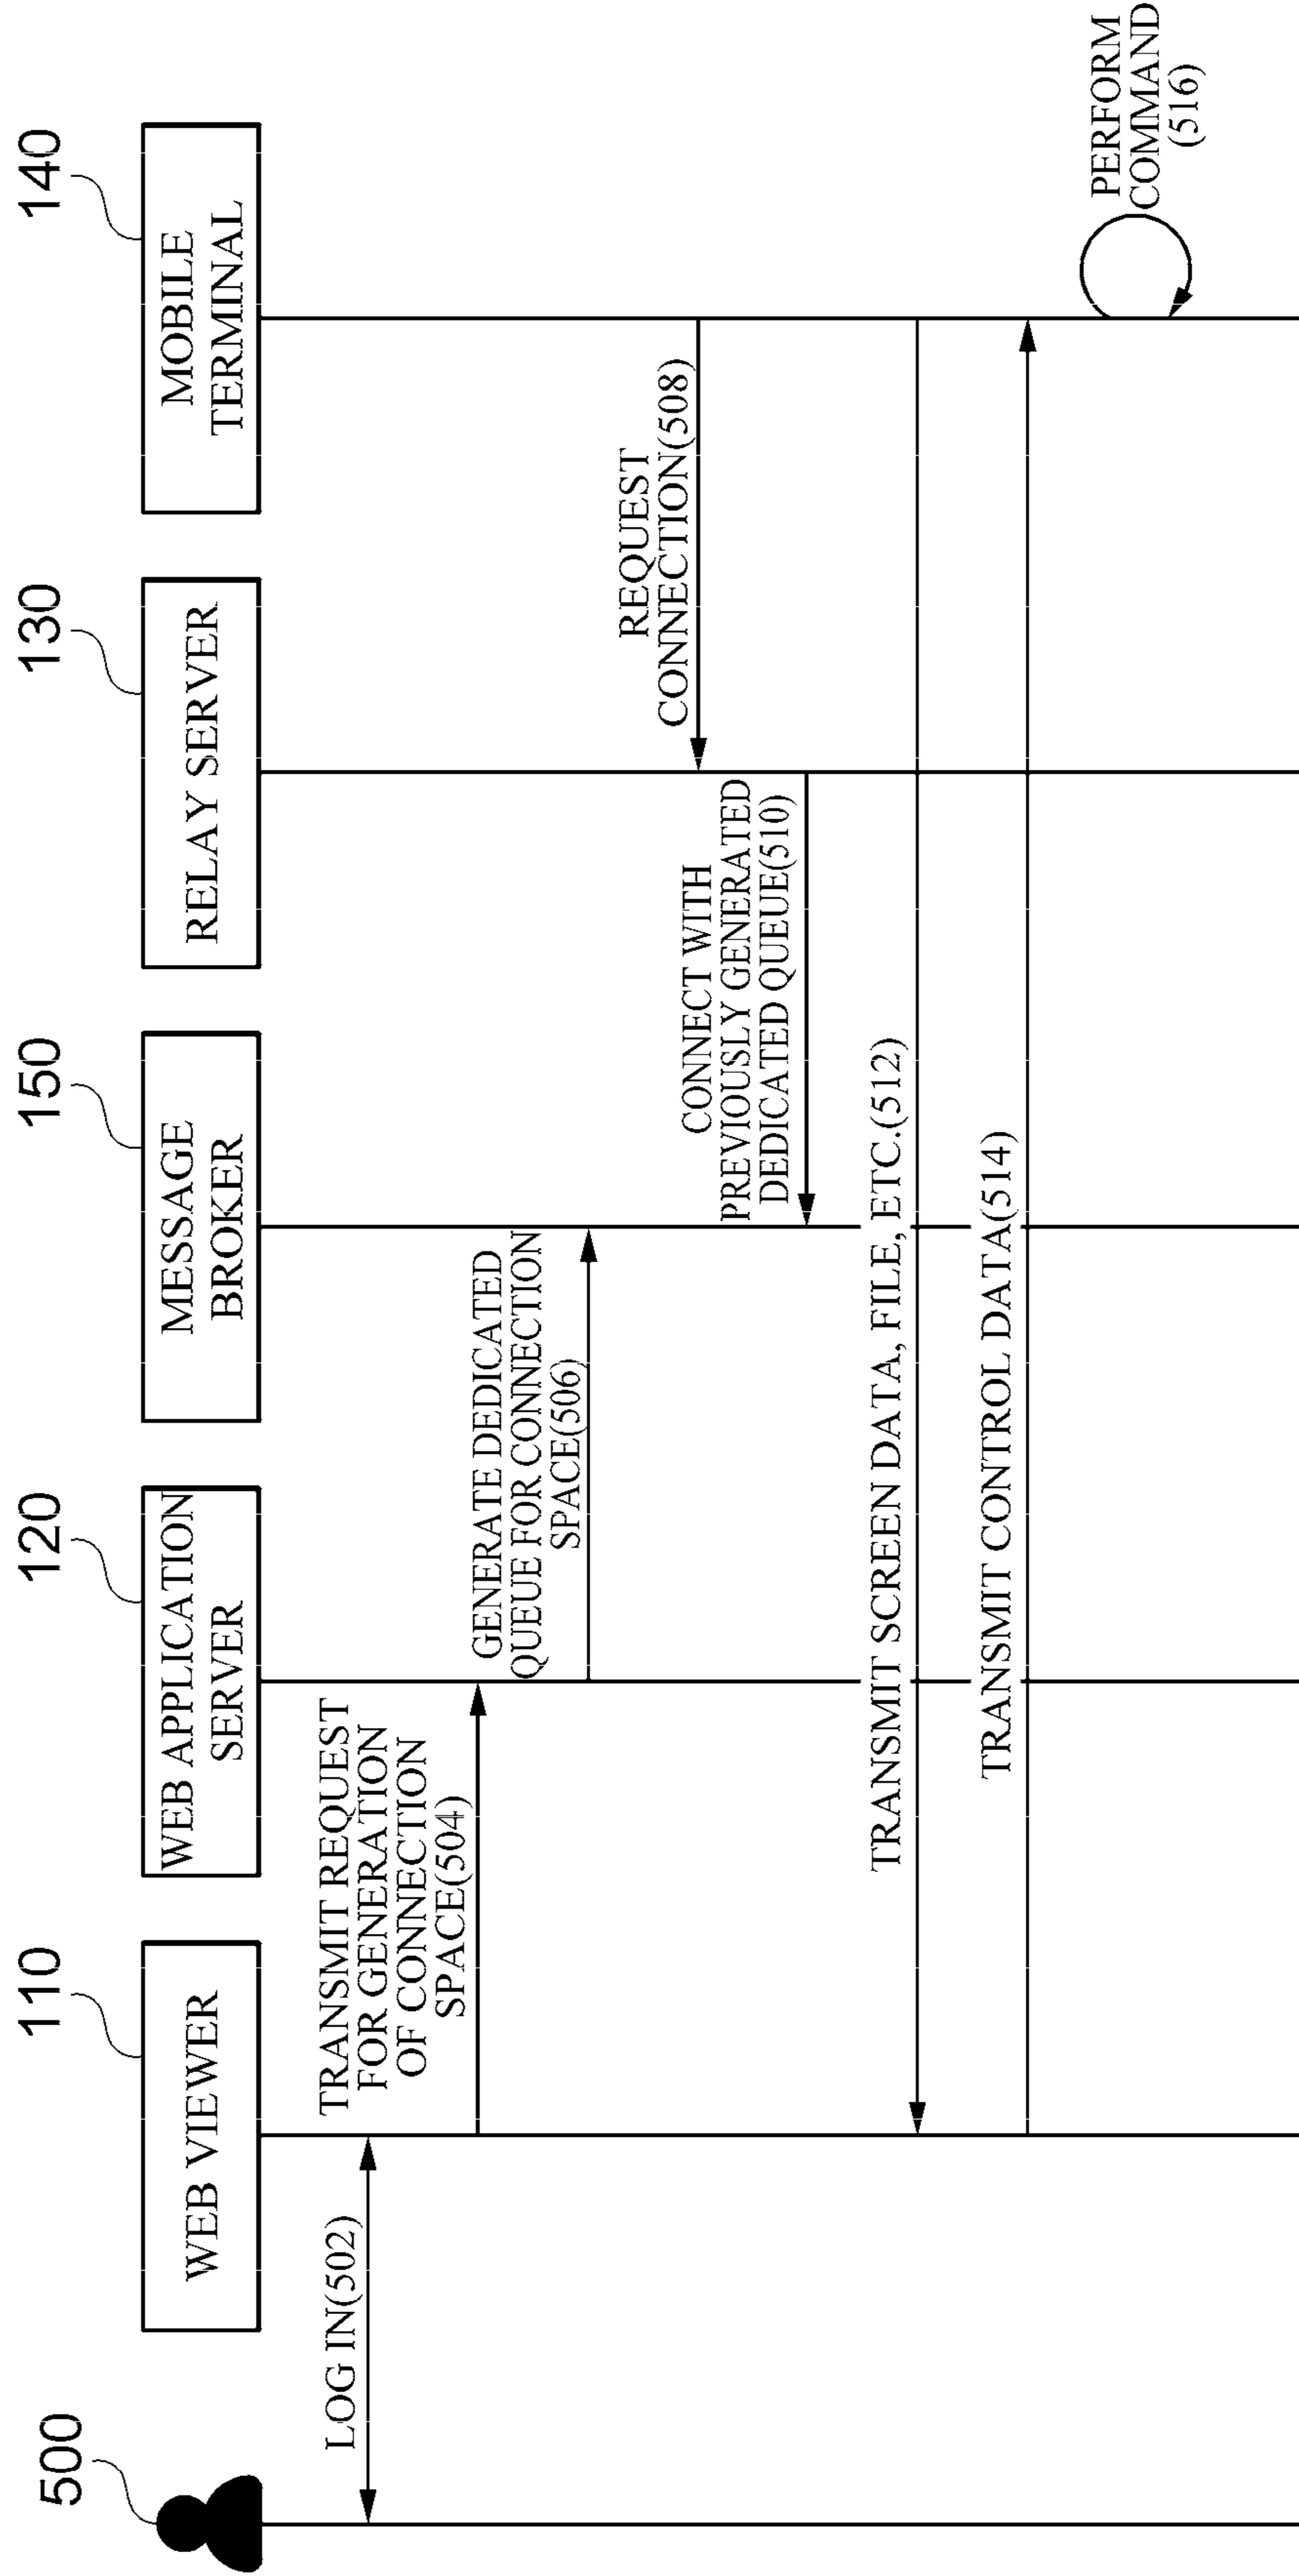 500
110
120
150
130
140
WEB VIEWER
WEB APPLICATION
SERVER
MESSAGE
BROKER
RELAY SERVER
MOBILE
TERMINAL
LOG IN(502)
TRANSMIT REQUEST
FOR GENERATION
OF CONNECTION
SPACE(504)
GENERATE DEDICATED
QUEUE FOR CONNECTION
SPACE(506)
REQUEST
CONNECTION(508)
CONNECT WITH
PREVIOUSLY GENERATED
DEDICATED QUEUE(510)
TRANSMIT SCREEN DATA, FILE, ETC.(512)
TRANSMIT CONTROL DATA(514)
PERFORM
COMMAND
(516)